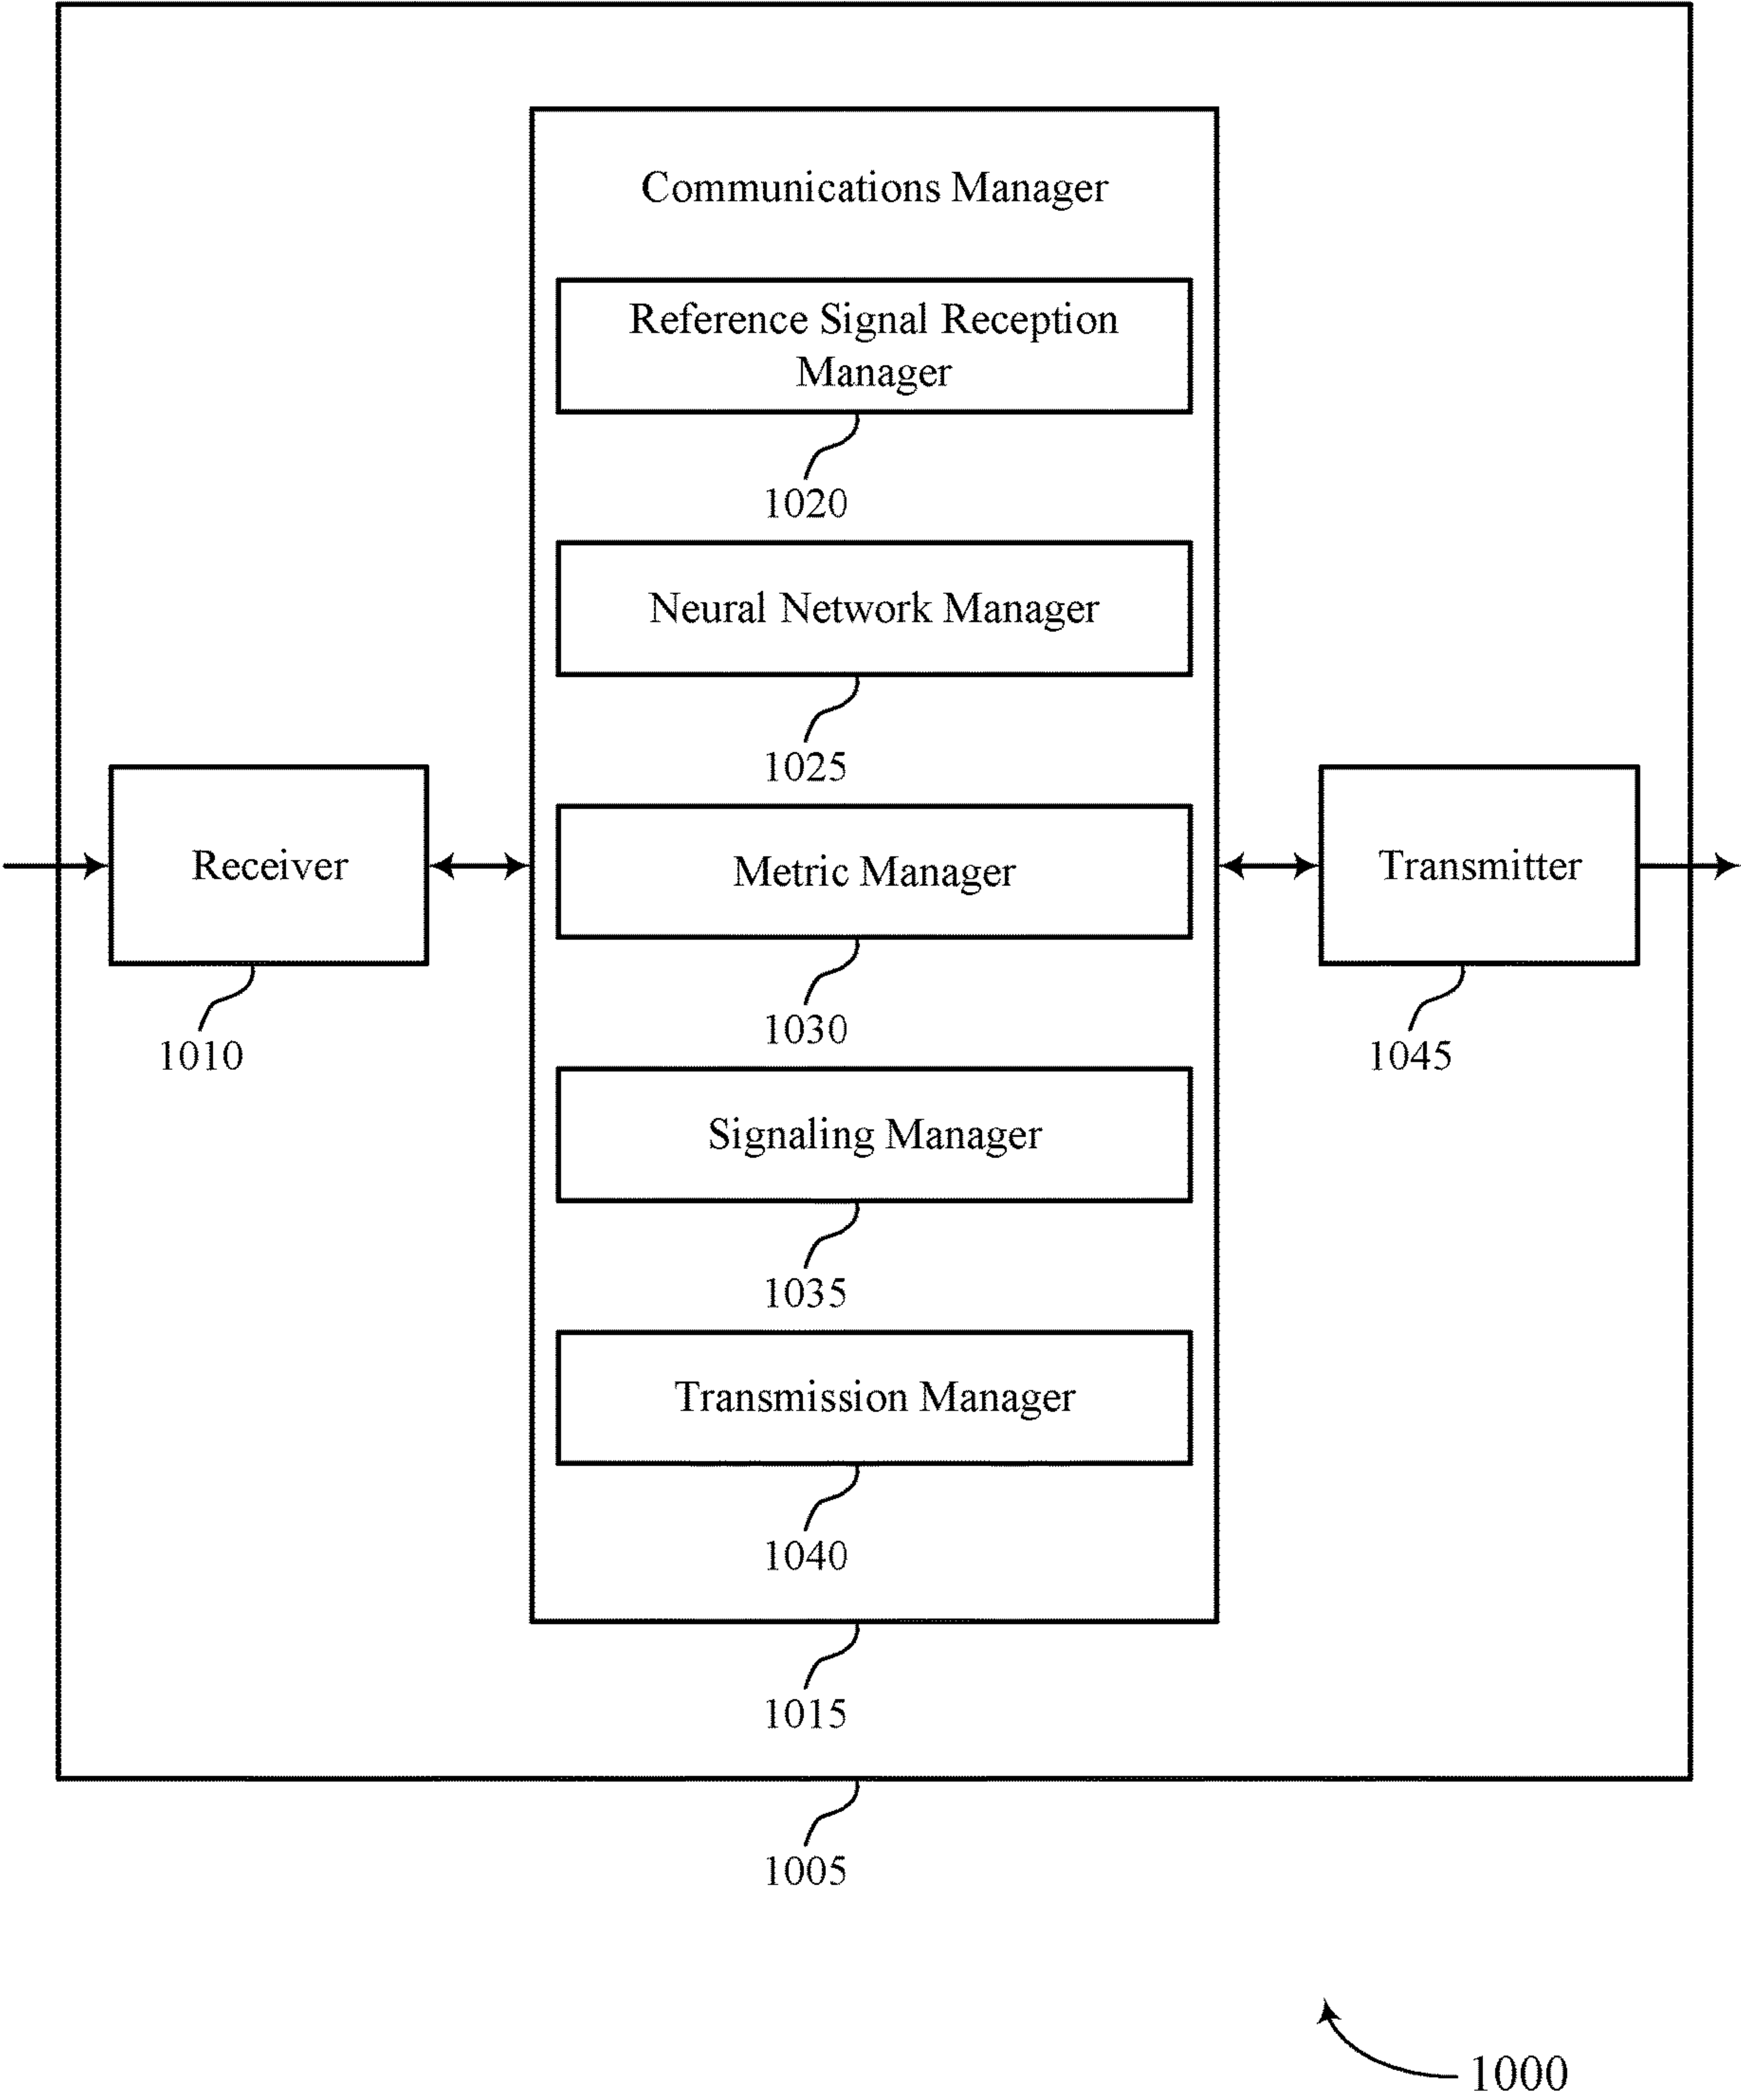 Communications Manager
Reference Signal Reception
Manager
1020
Neural Network Manager
1025
Receiver
1010
Metric Manager
1030
Transmitter
1045
Signaling Manager
1035
Transmission Manager
1040
1015
1005
1000